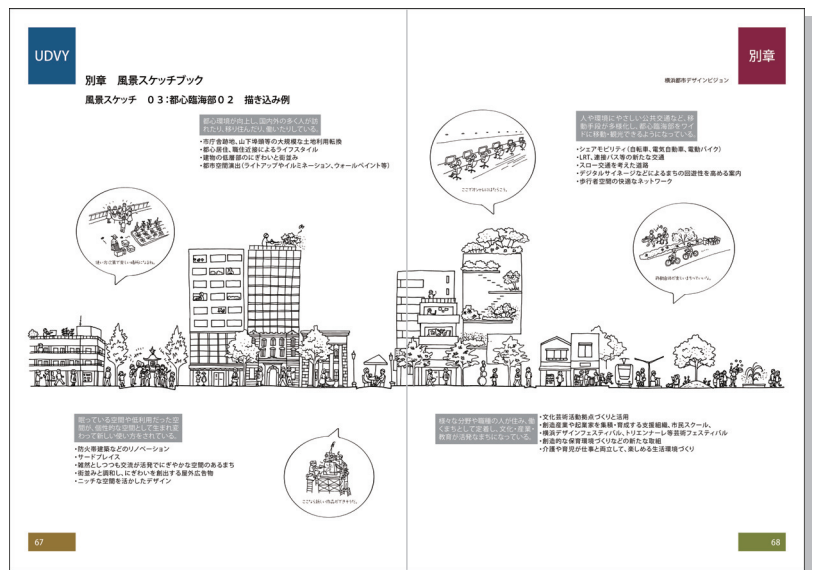 UDVY
別章
別章　風景スケッチブック
横浜都市デザインビジョン
風景スケッチ　０３：都心臨海部０２　描き込み例
都心環境が向上し、国内外の多く人が訪
れたり、移り住んだり、働いたりしている。
・市庁舎跡地、山下埠頭等の大規模な土地利用転換
・都心居住、職住近接によるライフスタイル
・建物の低層部のにぎわいと街並み
・都市空間演出（ライトアップやイルミネーション、ウォールペイント等）
人や環境にやさしい公共交通など、移
動手段が多様化し、都心臨海部をワイ
ドに移動・観光できるようになっている。
・シェアモビリティ（自転車、電気自動車、電動バイク）
・LRT、連接バス等の新たな交通
・スロー交通を考えた道路
・デジタルサイネージなどによるまちの回遊性を高める案内
・歩行者空間の快適なネットワーク
眠っている空間や低利用だった空
間が、個性的な空間として生まれ変
わって新しい使い方をされている。
・防火帯建築などのリノベーション
・サードプレイス
・雑然としつつも交流が活発でにぎやかな空間のあるまち
・街並みと調和し、にぎわいを創出する屋外広告物
・ニッチな空間を活かしたデザイン
様々な分野や職種の人が住み、働
くまちとして定着し、文化・産業・
教育が活発なまちになっている。
・文化芸術活動拠点づくりと活用
・創造産業や起業家を集積・育成する支援組織、市民スクール、
・横浜デザインフェスティバル、トリエンナーレ等芸術フェスティバル
・創造的な保育環境づくりなどの新たな取組
・介護や育児が仕事と両立して、楽しめる生活環境づくり
67
68